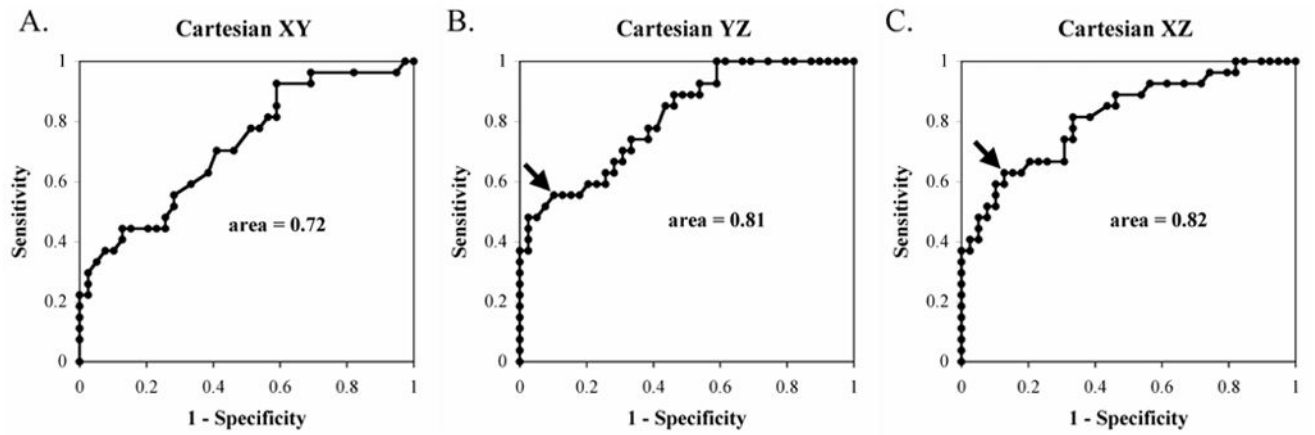 A.
Cartesian XY
1
0.8
0.6
0.4
0.2
0
0 0.2 0.4 0.6 0.8 1
Sensitivity
1 - Specificity
area = 0.72
B.
Cartesian YZ
1
0.8
0.6
0.4
0.2
0
0 0.2 0.4 0.6 0.8 1
Sensitivity
1 - Specificity
area = 0.81
C.
Cartesian XZ
1
0.8
0.6
0.4
0.2
0
0 0.2 0.4 0.6 0.8 1
Sensitivity
1 - Specificity
area = 0.82